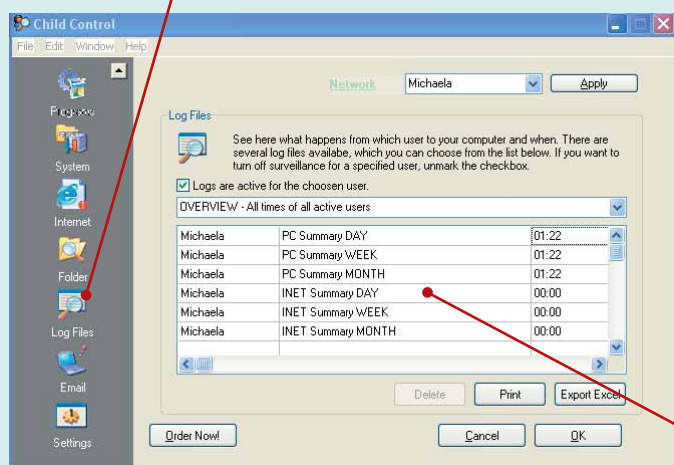 Child Control
File Edit Window Help
Network Michaela Apply
Log Files
See here what happens from which user to your computer and when. There are
several log files availabe, which you can choose from the list below. If you want to
turn off surveillance for a specified user, unmark the checkbox.
Logs are active for the choosen user.
OVERVIEW - All times of all active users
Michaela PC Summary DAY 01:22
Michaela PC Summary WEEK 01:22
Michaela PC Summary MONTH 01:22
Michaela INET Summary DAY 00:00
Michaela INET Summary WEEK 00:00
Michaela INET Summary MONTH 00:00
Delete Print Export Excel
Order Now! Cancel OK
System
Internet
Folder
Log Files
Email
Settings